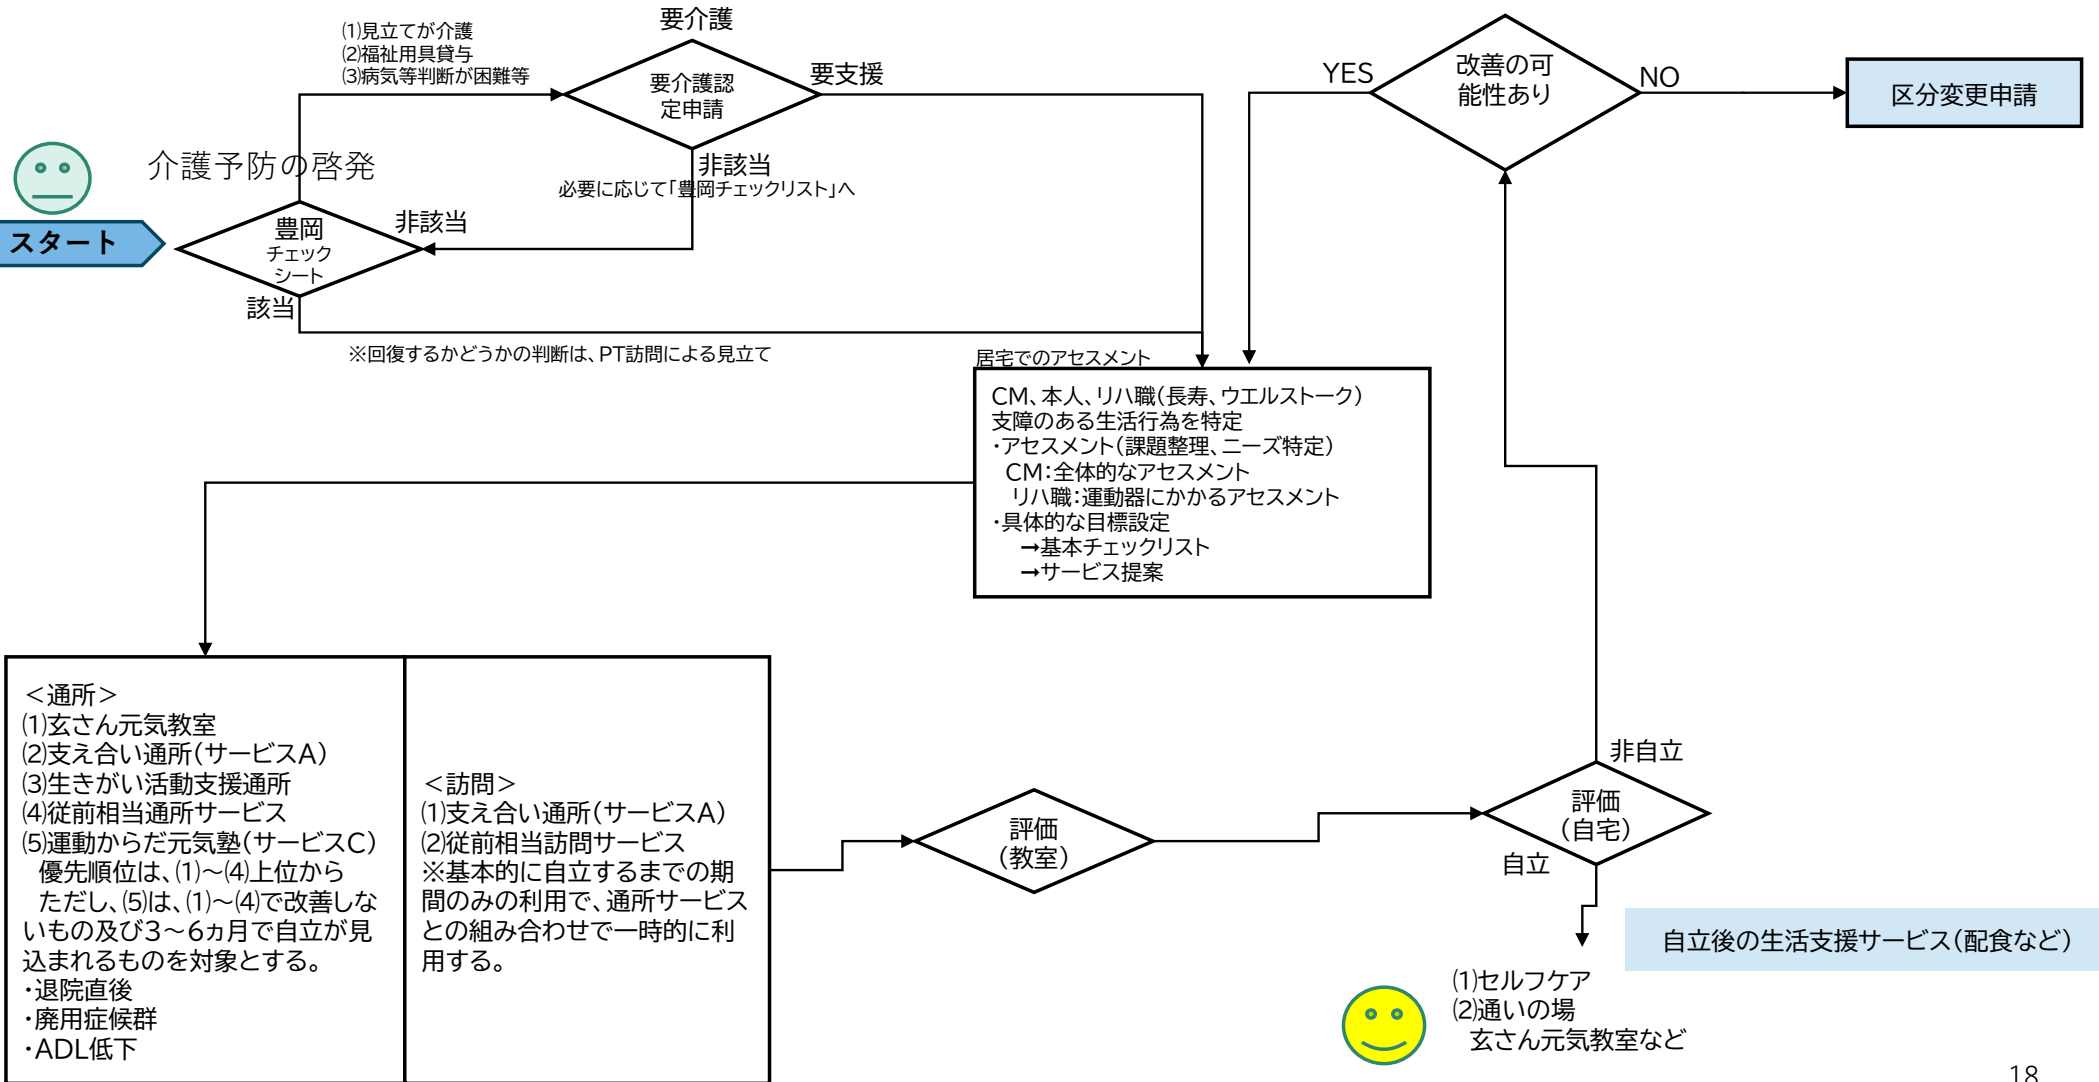 要介護
⑴見立てが介護
⑵福祉用具貸与
⑶病気等判断が困難等
要介護認
定申請
要支援
非該当
必要に応じて「豊岡チェックリスト」へ
介護予防の啓発
スタート
豊岡
チェック
シート
非該当
該当
※回復するかどうかの判断は、PT訪問による見立て
YES
改善の可
能性あり
NO
区分変更申請
居宅でのアセスメント
CM、本人、リハ職(長寿、ウエルストーク)
支障のある生活行為を特定
・アセスメント(課題整理、ニーズ特定)
CM:全体的なアセスメント
リハ職:運動器にかかるアセスメント
・具体的な目標設定
→基本チェックリスト
→サービス提案
<通所>
⑴玄さん元気教室
⑵支え合い通所(サービスA)
⑶生きがい活動支援通所
⑷従前相当通所サービス
⑸運動からだ元気塾(サービスC)
優先順位は、⑴~⑷上位から
ただし、⑸は、⑴~⑷で改善しな
いもの及び3~6ヵ月で自立が見
込まれるものを対象とする。
・退院直後
・廃用症候群
・ADL低下
<訪問>
⑴支え合い通所(サービスA)
⑵従前相当訪問サービス
※基本的に自立するまでの期
間のみの利用で、通所サービス
との組み合わせで一時的に利
用する。
評価
(教室)
非自立
評価
(自宅)
自立
自立後の生活支援サービス(配食など)
⑴セルフケア
⑵通いの場
玄さん元気教室など
18